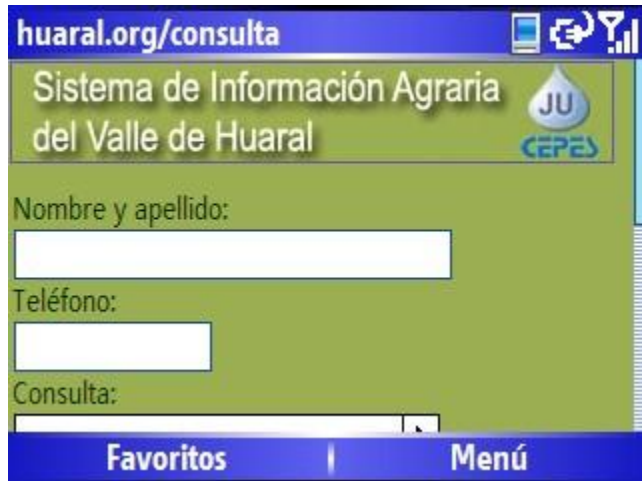 huaral.org/consulta
Sistema de Información Agraria
del Valle de Huaral
JU
CEPES
Nombre y apellido:
Teléfono:
Consulta:
Favoritos
Menú